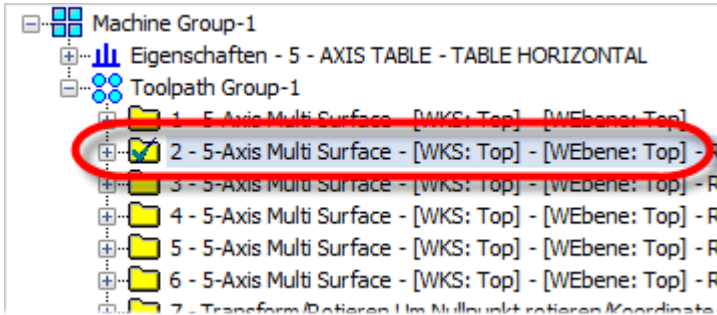 Machine Group-1
Eigenschaften - 5 - AXIS TABLE - TABLE HORIZONTAL
Toolpath Group-1
1 - 5-Axis Multi Surface - [WKS: Top] - [WEbene: Top]
2 - 5-Axis Multi Surface - [WKS: Top] - [WEbene: Top] - R
3 - 5-Axis Multi Surface - [WKS: Top] - [WEbene: Top] - R
4 - 5-Axis Multi Surface - [WKS: Top] - [WEbene: Top] - R
5 - 5-Axis Multi Surface - [WKS: Top] - [WEbene: Top] - R
6 - 5-Axis Multi Surface - [WKS: Top] - [WEbene: Top] - R
7 - Transform/Rotieren Um Nullpunkt rotieren/Koordinate